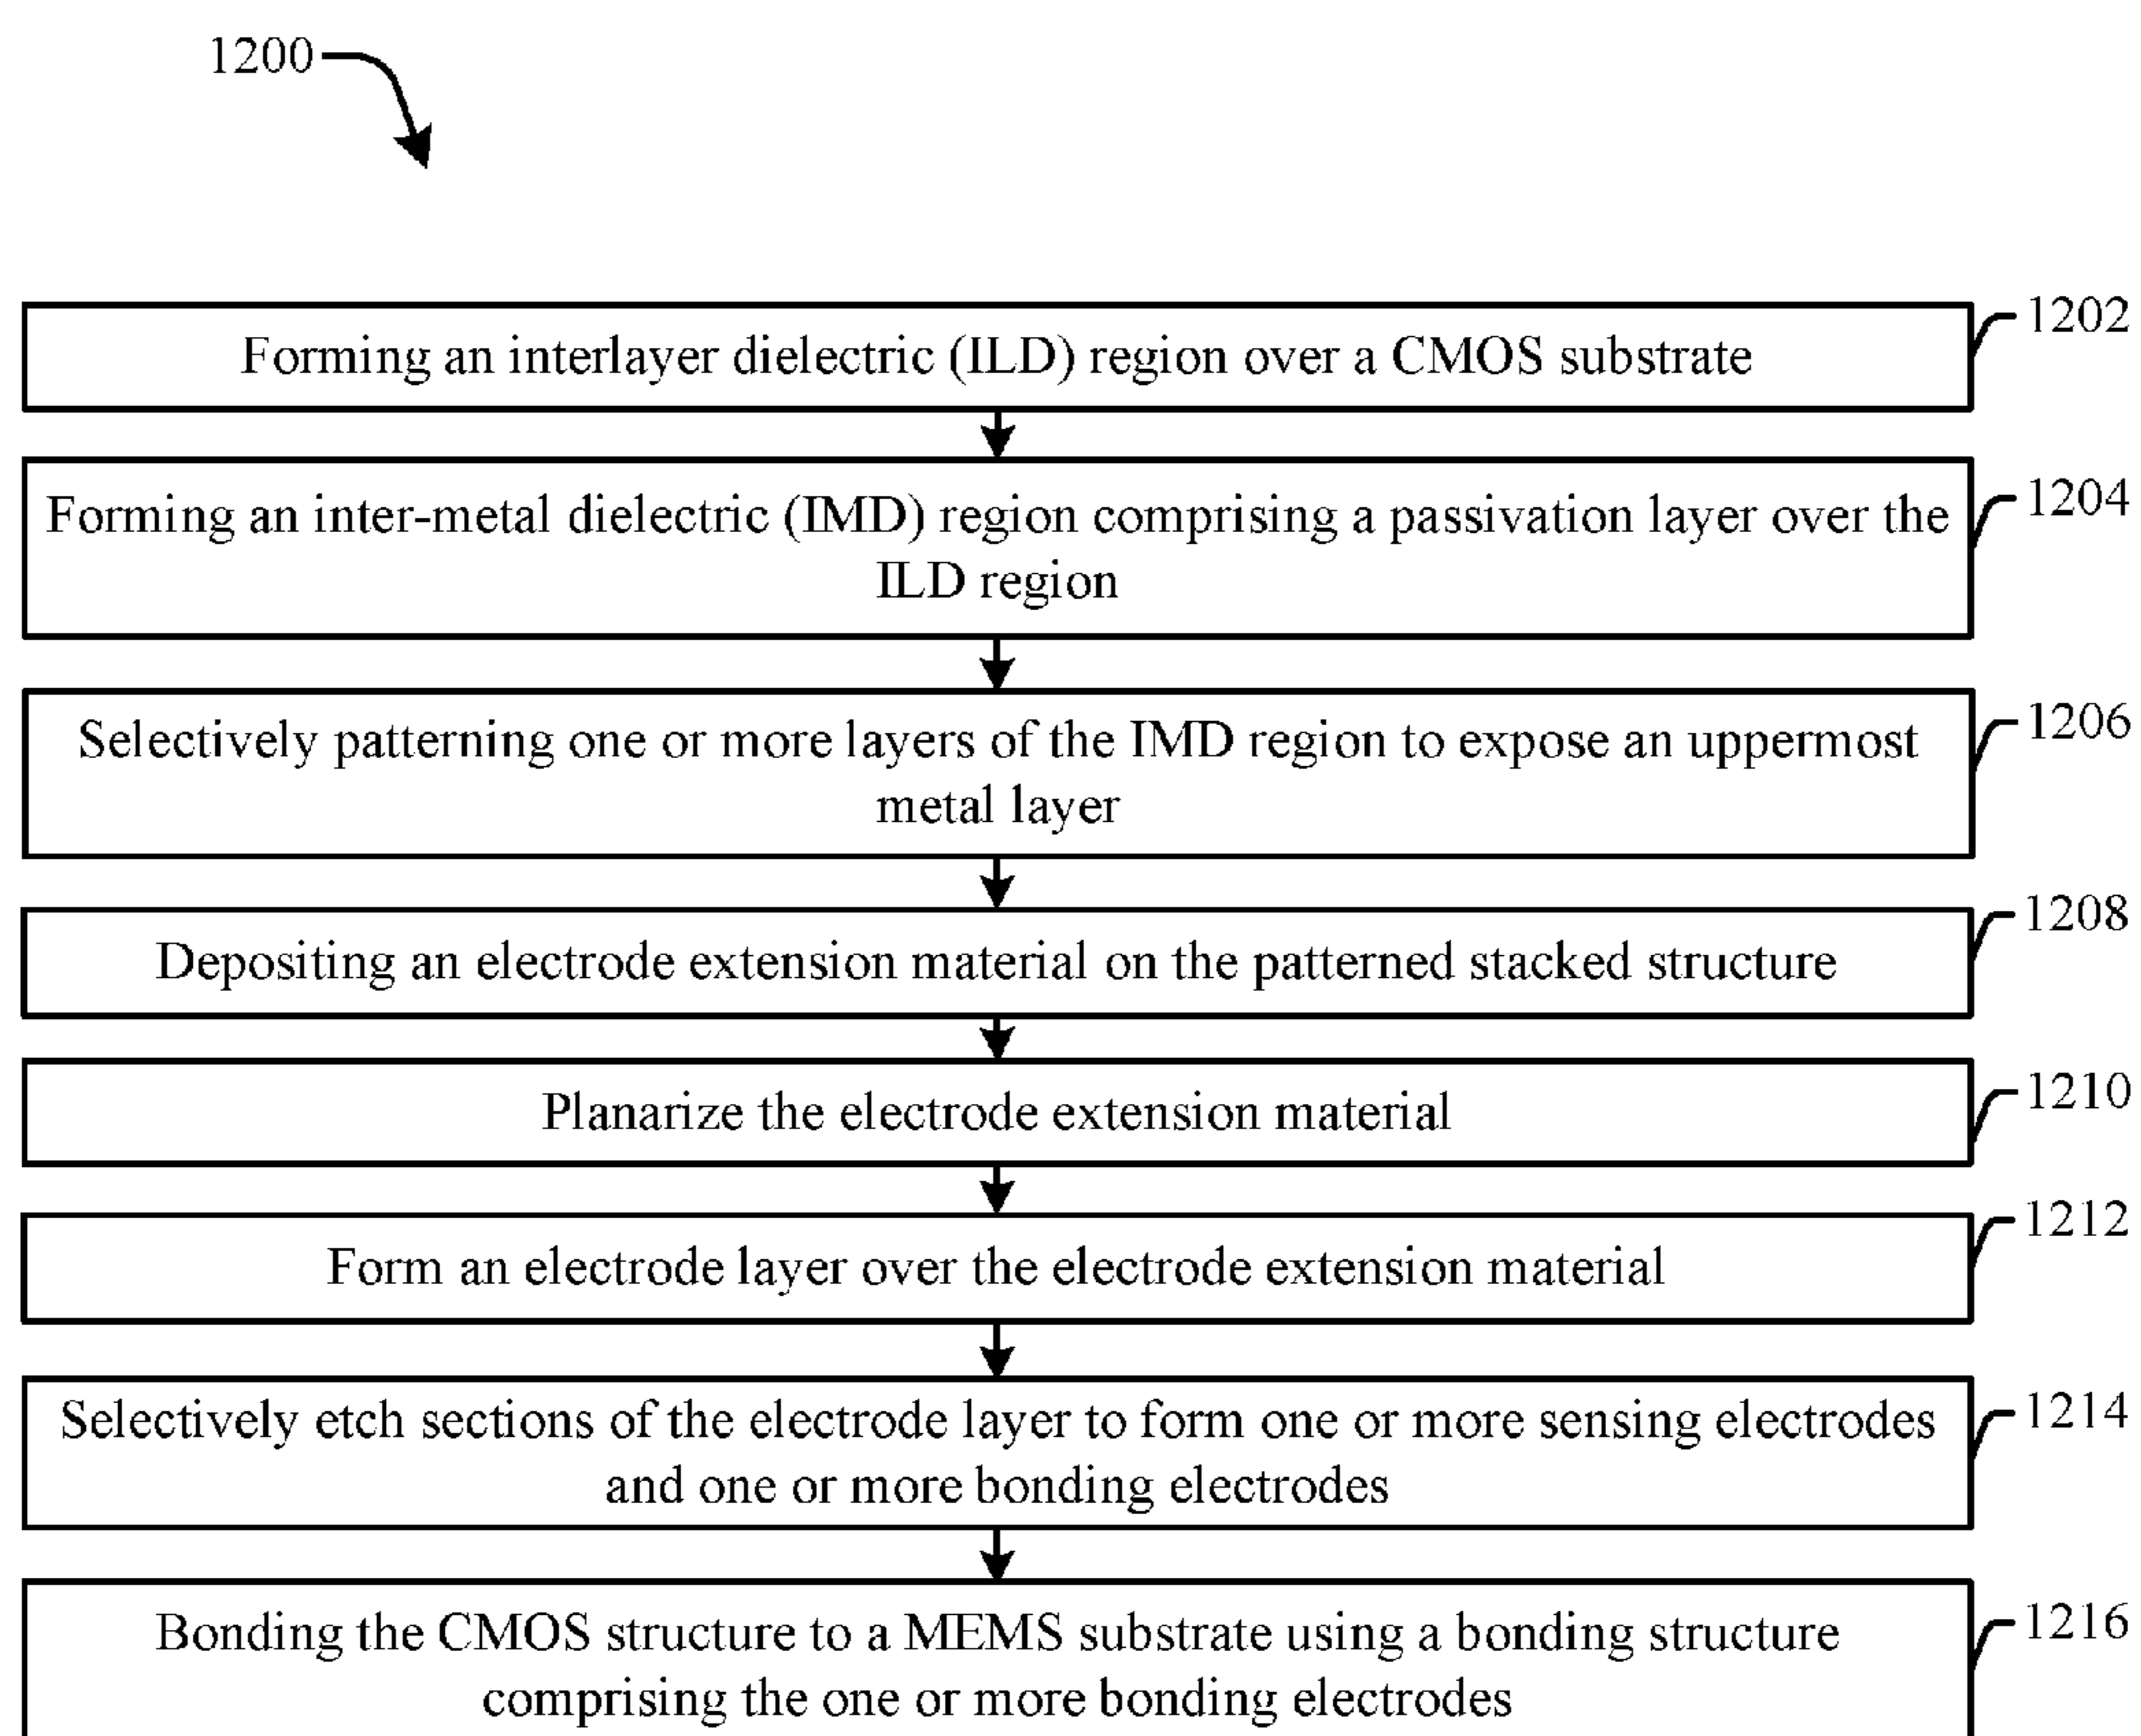 1200
Forming an interlayer dielectric (ILD) region over a CMOS substrate
1202
Forming an inter-metal dielectric (IMD) region comprising a passivation layer over the
ILD region
1204
Selectively patterning one or more layers of the IMD region to expose an uppermost
metal layer
1206
Depositing an electrode extension material on the patterned stacked structure
1208
Planarize the electrode extension material
1210
Form an electrode layer over the electrode extension material
1212
Selectively etch sections of the electrode layer to form one or more sensing electrodes
and one or more bonding electrodes
1214
Bonding the CMOS structure to a MEMS substrate using a bonding structure
comprising the one or more bonding electrodes
1216